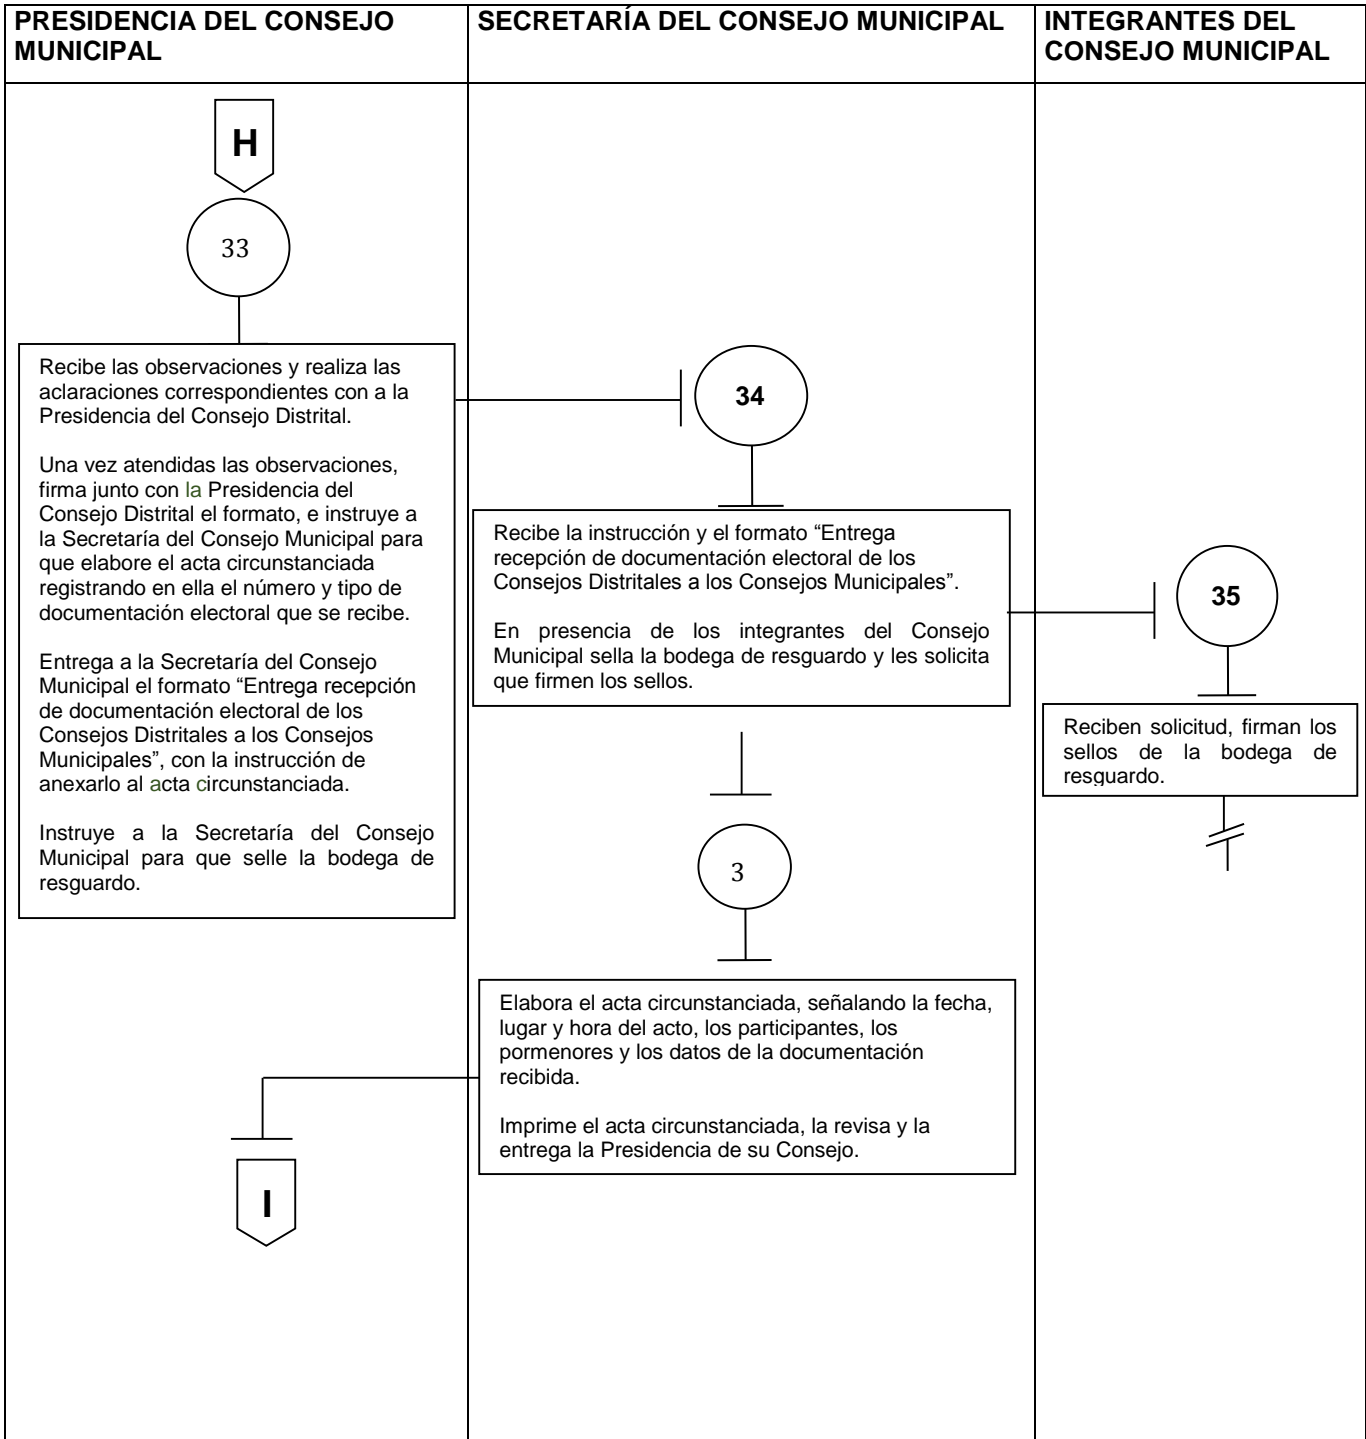 PRESIDENCIA DEL CONSEJO
MUNICIPAL
SECRETARÍA DEL CONSEJO MUNICIPAL
INTEGRANTES DEL
CONSEJO MUNICIPAL
H
33
Recibe las observaciones y realiza las
aclaraciones correspondientes con a la
Presidencia del Consejo Distrital.
Una vez atendidas las observaciones,
firma junto con la Presidencia del
Consejo Distrital el formato, e instruye a
la Secretaría del Consejo Municipal para
que elabore el acta circunstanciada
registrando en ella el número y tipo de
documentación electoral que se recibe.
Entrega a la Secretaría del Consejo
Municipal el formato “Entrega recepción
de documentación electoral de los
Consejos Distritales a los Consejos
Municipales”, con la instrucción de
anexarlo al acta circunstanciada.
Instruye a la Secretaría del Consejo
Municipal para que selle la bodega de
resguardo.
34
Recibe la instrucción y el formato “Entrega
recepción de documentación electoral de los
Consejos Distritales a los Consejos Municipales”.
En presencia de los integrantes del Consejo
Municipal sella la bodega de resguardo y les solicita
que firmen los sellos.
35
Reciben solicitud, firman los
sellos de la bodega de
resguardo.
3
Elabora el acta circunstanciada, señalando la fecha,
lugar y hora del acto, los participantes, los
pormenores y los datos de la documentación
recibida.
Imprime el acta circunstanciada, la revisa y la
entrega la Presidencia de su Consejo.
I